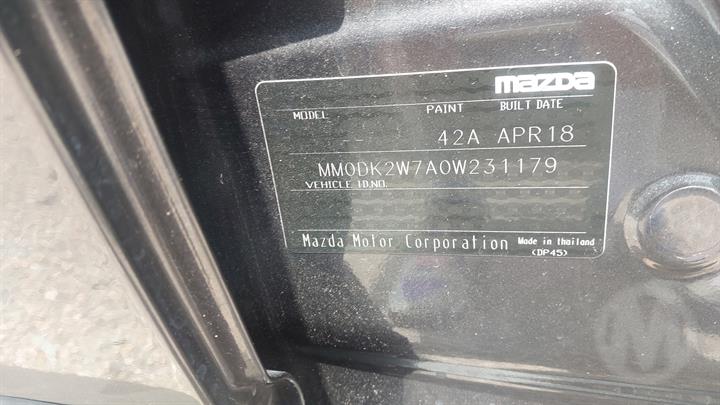 mazda
MODEL PAINT BUILT DATE
42A APR18
MM0DK2W7A0W231179
VEHICLE ID.NO.
Mazda Motor Corporation Made in thailand
(DP45)
M